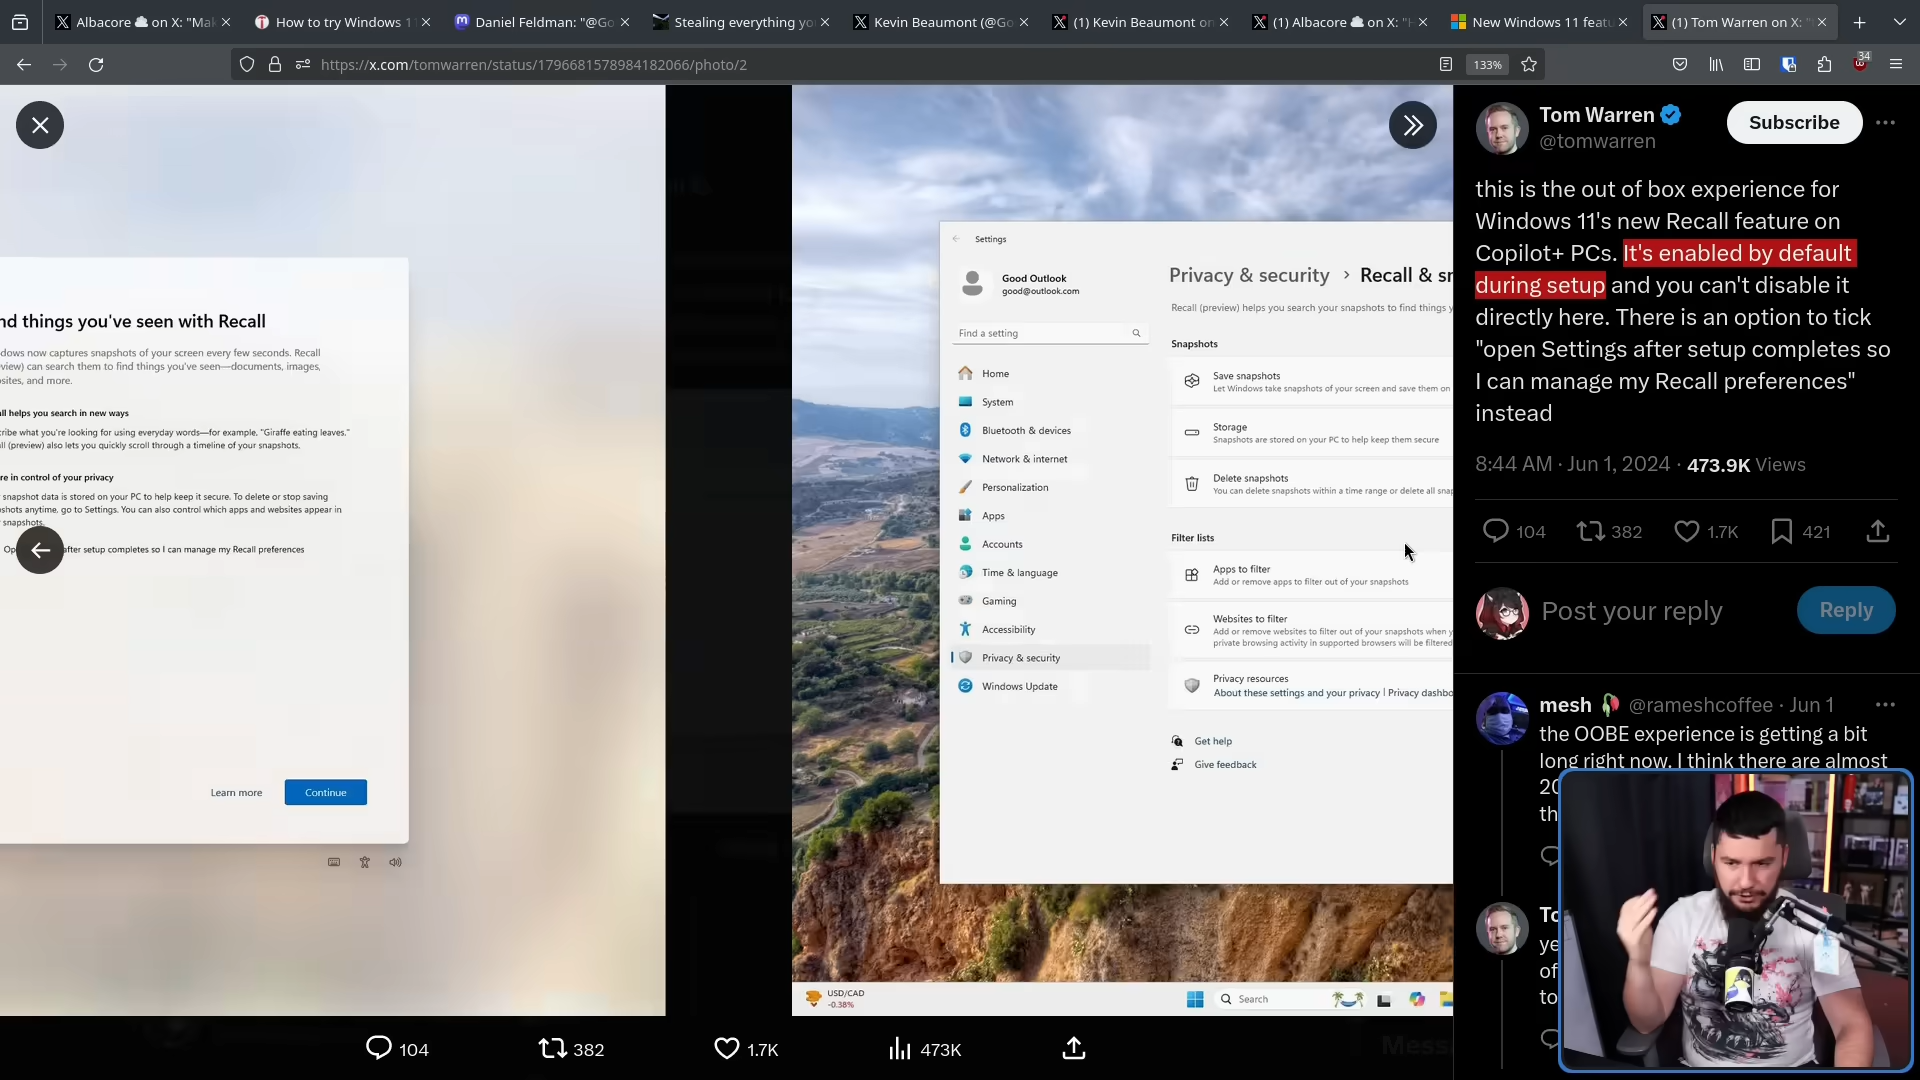 Albacore ☁ on X: "Mak
How to try Windows 1
Daniel Feldman: "@Go
Stealing everything yo
Kevin Beaumont (@Go
(1) Kevin Beaumont on
(1) Albacore ☁ on X: "H
New Windows 11 featu
(1) Tom Warren on X: "
https://x.com/tomwarren/status/1796681578984182066/photo/2
133%
34
nd things you've seen with Recall
dows now captures snapshots of your screen every few seconds. Recall
view) can search them to find things you've seen—documents, images,
sites, and more.
ll helps you search in new ways
ribe what you're looking for using everyday words—for example, "Giraffe eating leaves."
ll (preview) also lets you quickly scroll through a timeline of your snapshots.
re in control of your privacy
snapshot data is stored on your PC to help keep it secure. To delete or stop saving
shots anytime, go to Settings. You can also control which apps and websites appear in
snapshots.
Op after setup completes so I can manage my Recall preferences
Learn more
Continue
Settings
Good Outlook
good@outlook.com
Find a setting
Home
System
Bluetooth & devices
Network & internet
Personalization
Apps
Accounts
Time & language
Gaming
Accessibility
Privacy & security
Windows Update
Privacy & security › Recall & sn
Recall (preview) helps you search your snapshots to find things y
Snapshots
Save snapshots
Let Windows take snapshots of your screen and save them on
Storage
Snapshots are stored on your PC to help keep them secure
Delete snapshots
You can delete snapshots within a time range or delete all snap
Filter lists
Apps to filter
Add or remove apps to filter out of your snapshots
Websites to filter
Add or remove websites to filter out of your snapshots when y
private browsing activity in supported browsers will be filtered
Privacy resources
About these settings and your privacy | Privacy dashbo
Get help
Give feedback
USD/CAD
-0.38%
Search
104
382
1.7K
473K
Tom Warren
@tomwarren
Subscribe
this is the out of box experience for
Windows 11's new Recall feature on
Copilot+ PCs. It's enabled by default
during setup and you can't disable it
directly here. There is an option to tick
"open Settings after setup completes so
I can manage my Recall preferences"
instead
8:44 AM · Jun 1, 2024 · 473.9K Views
104
382
1.7K
421
Post your reply
Reply
mesh 🥀 @rameshcoffee · Jun 1
the OOBE experience is getting a bit
long right now. I think there are almost
20
th
To
ye
of
to